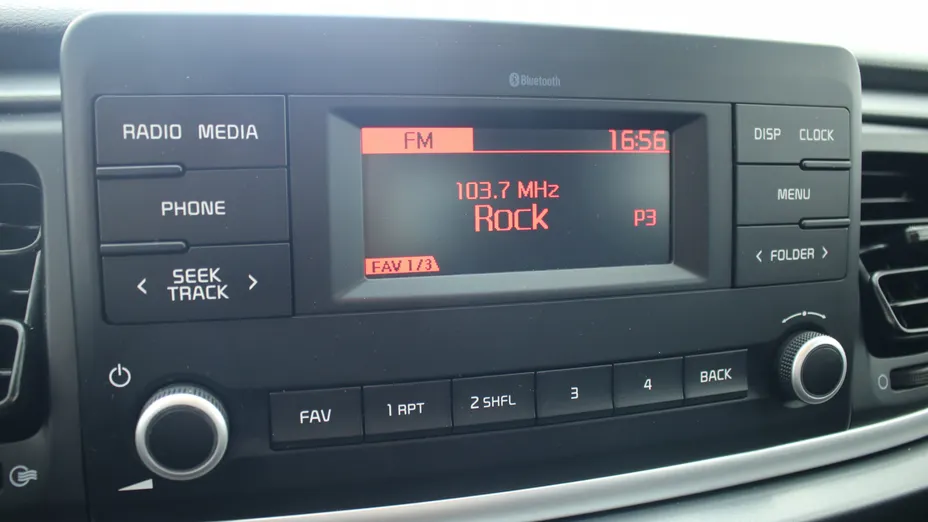 Bluetooth
RADIO MEDIA
PHONE
< SEEK TRACK >
FM 16:56
103.7 MHz
Rock P3
FAV 1/3
DISP CLOCK
MENU
< FOLDER >
FAV
1 RPT
2 SHFL
3
4
BACK